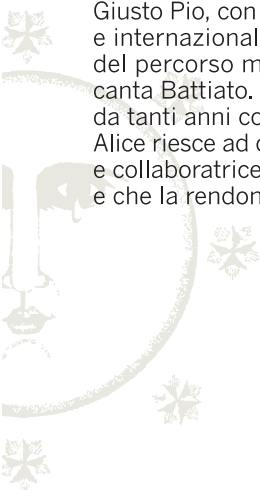 Giusto Pio, con
e internazional
del percorso m
canta Battiato.
da tanti anni co
Alice riesce ad
e collaboratrice
e che la rendon